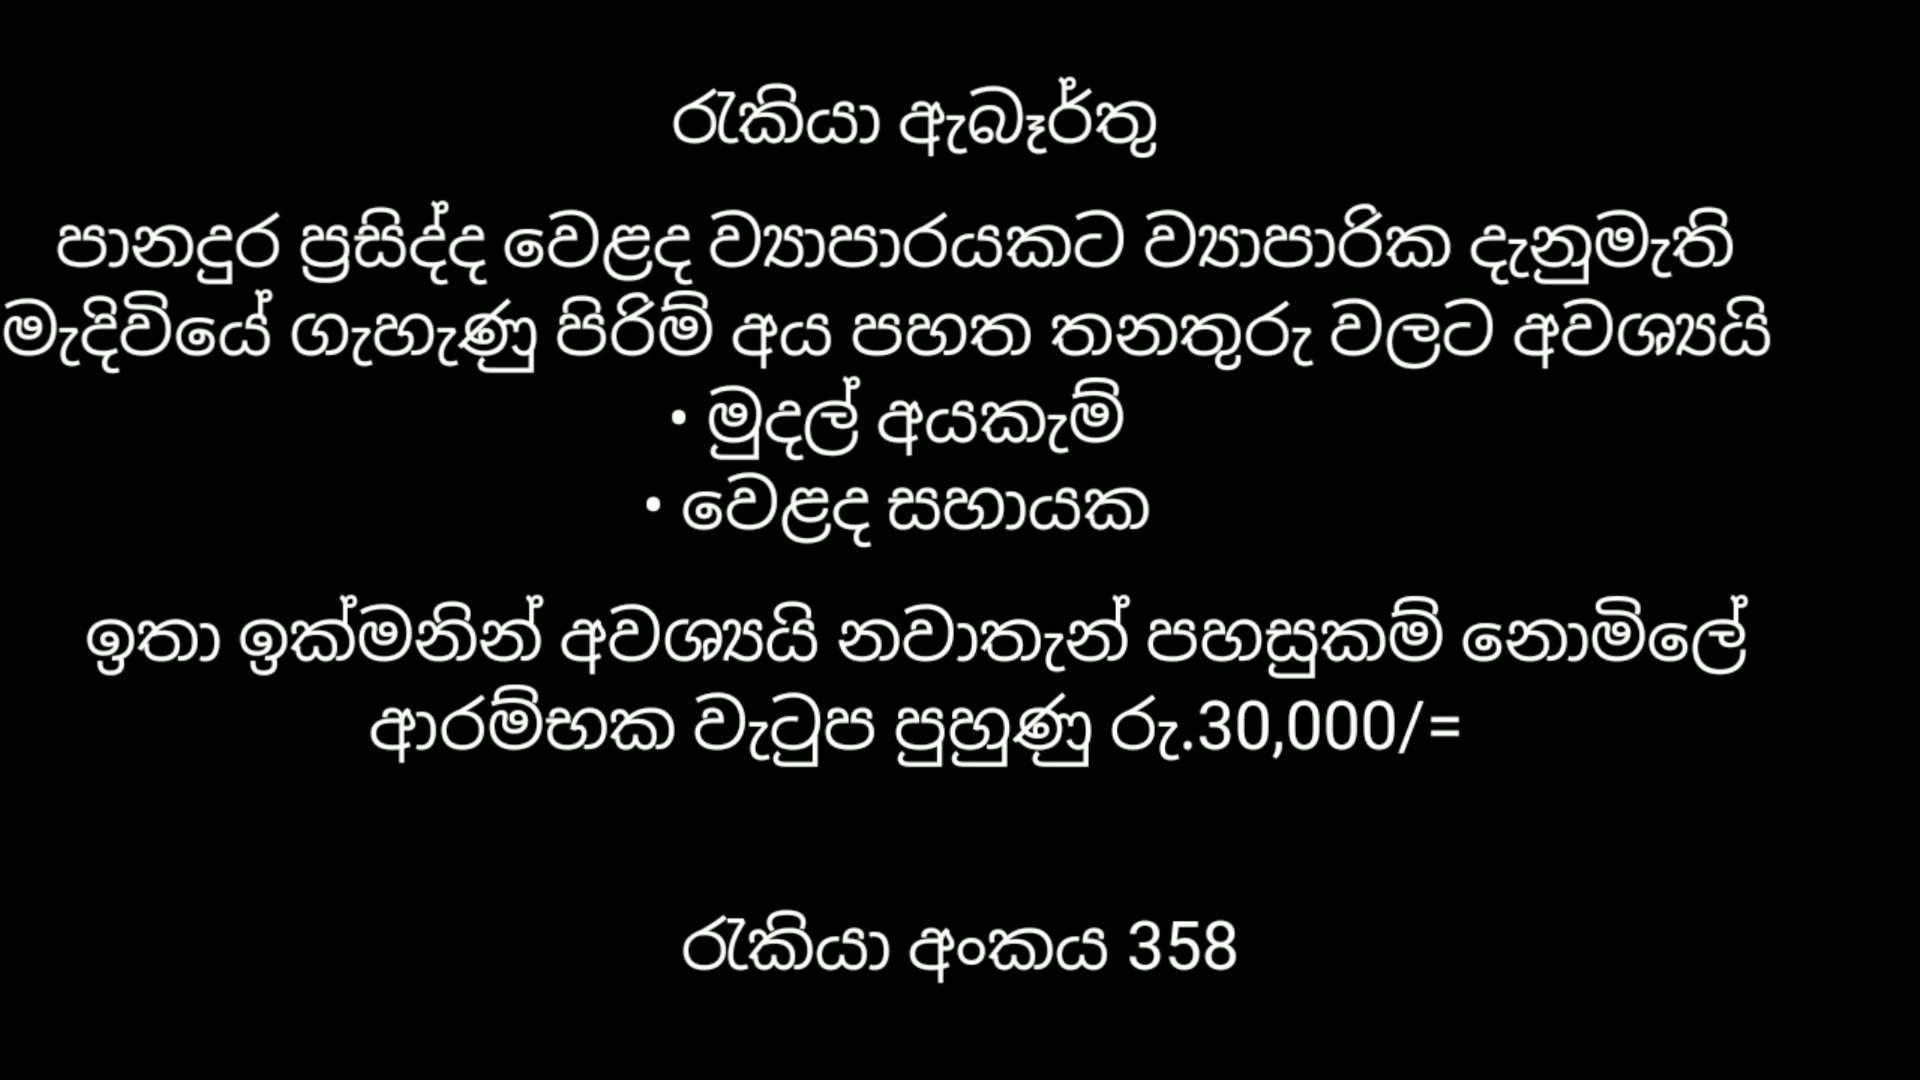 රැකියා ඇබෑර්තු
පානදුර ප්‍රසිද්ද වෙළද ව්‍යාපාරයකට ව්‍යාපාරික දැනුමැති
මැදිවියේ ගැහැණු පිරිමි අය පහත තනතුරු වලට අවශ්‍යයි
• මුදල් අයකැමි
• වෙළද සහායක
ඉතා ඉක්මනින් අවශ්‍යයි නවාතැන් පහසුකම් නොමිලේ
ආරම්භක වැටුප පුහුණු රු.30,000/=
රැකියා අංකය 358